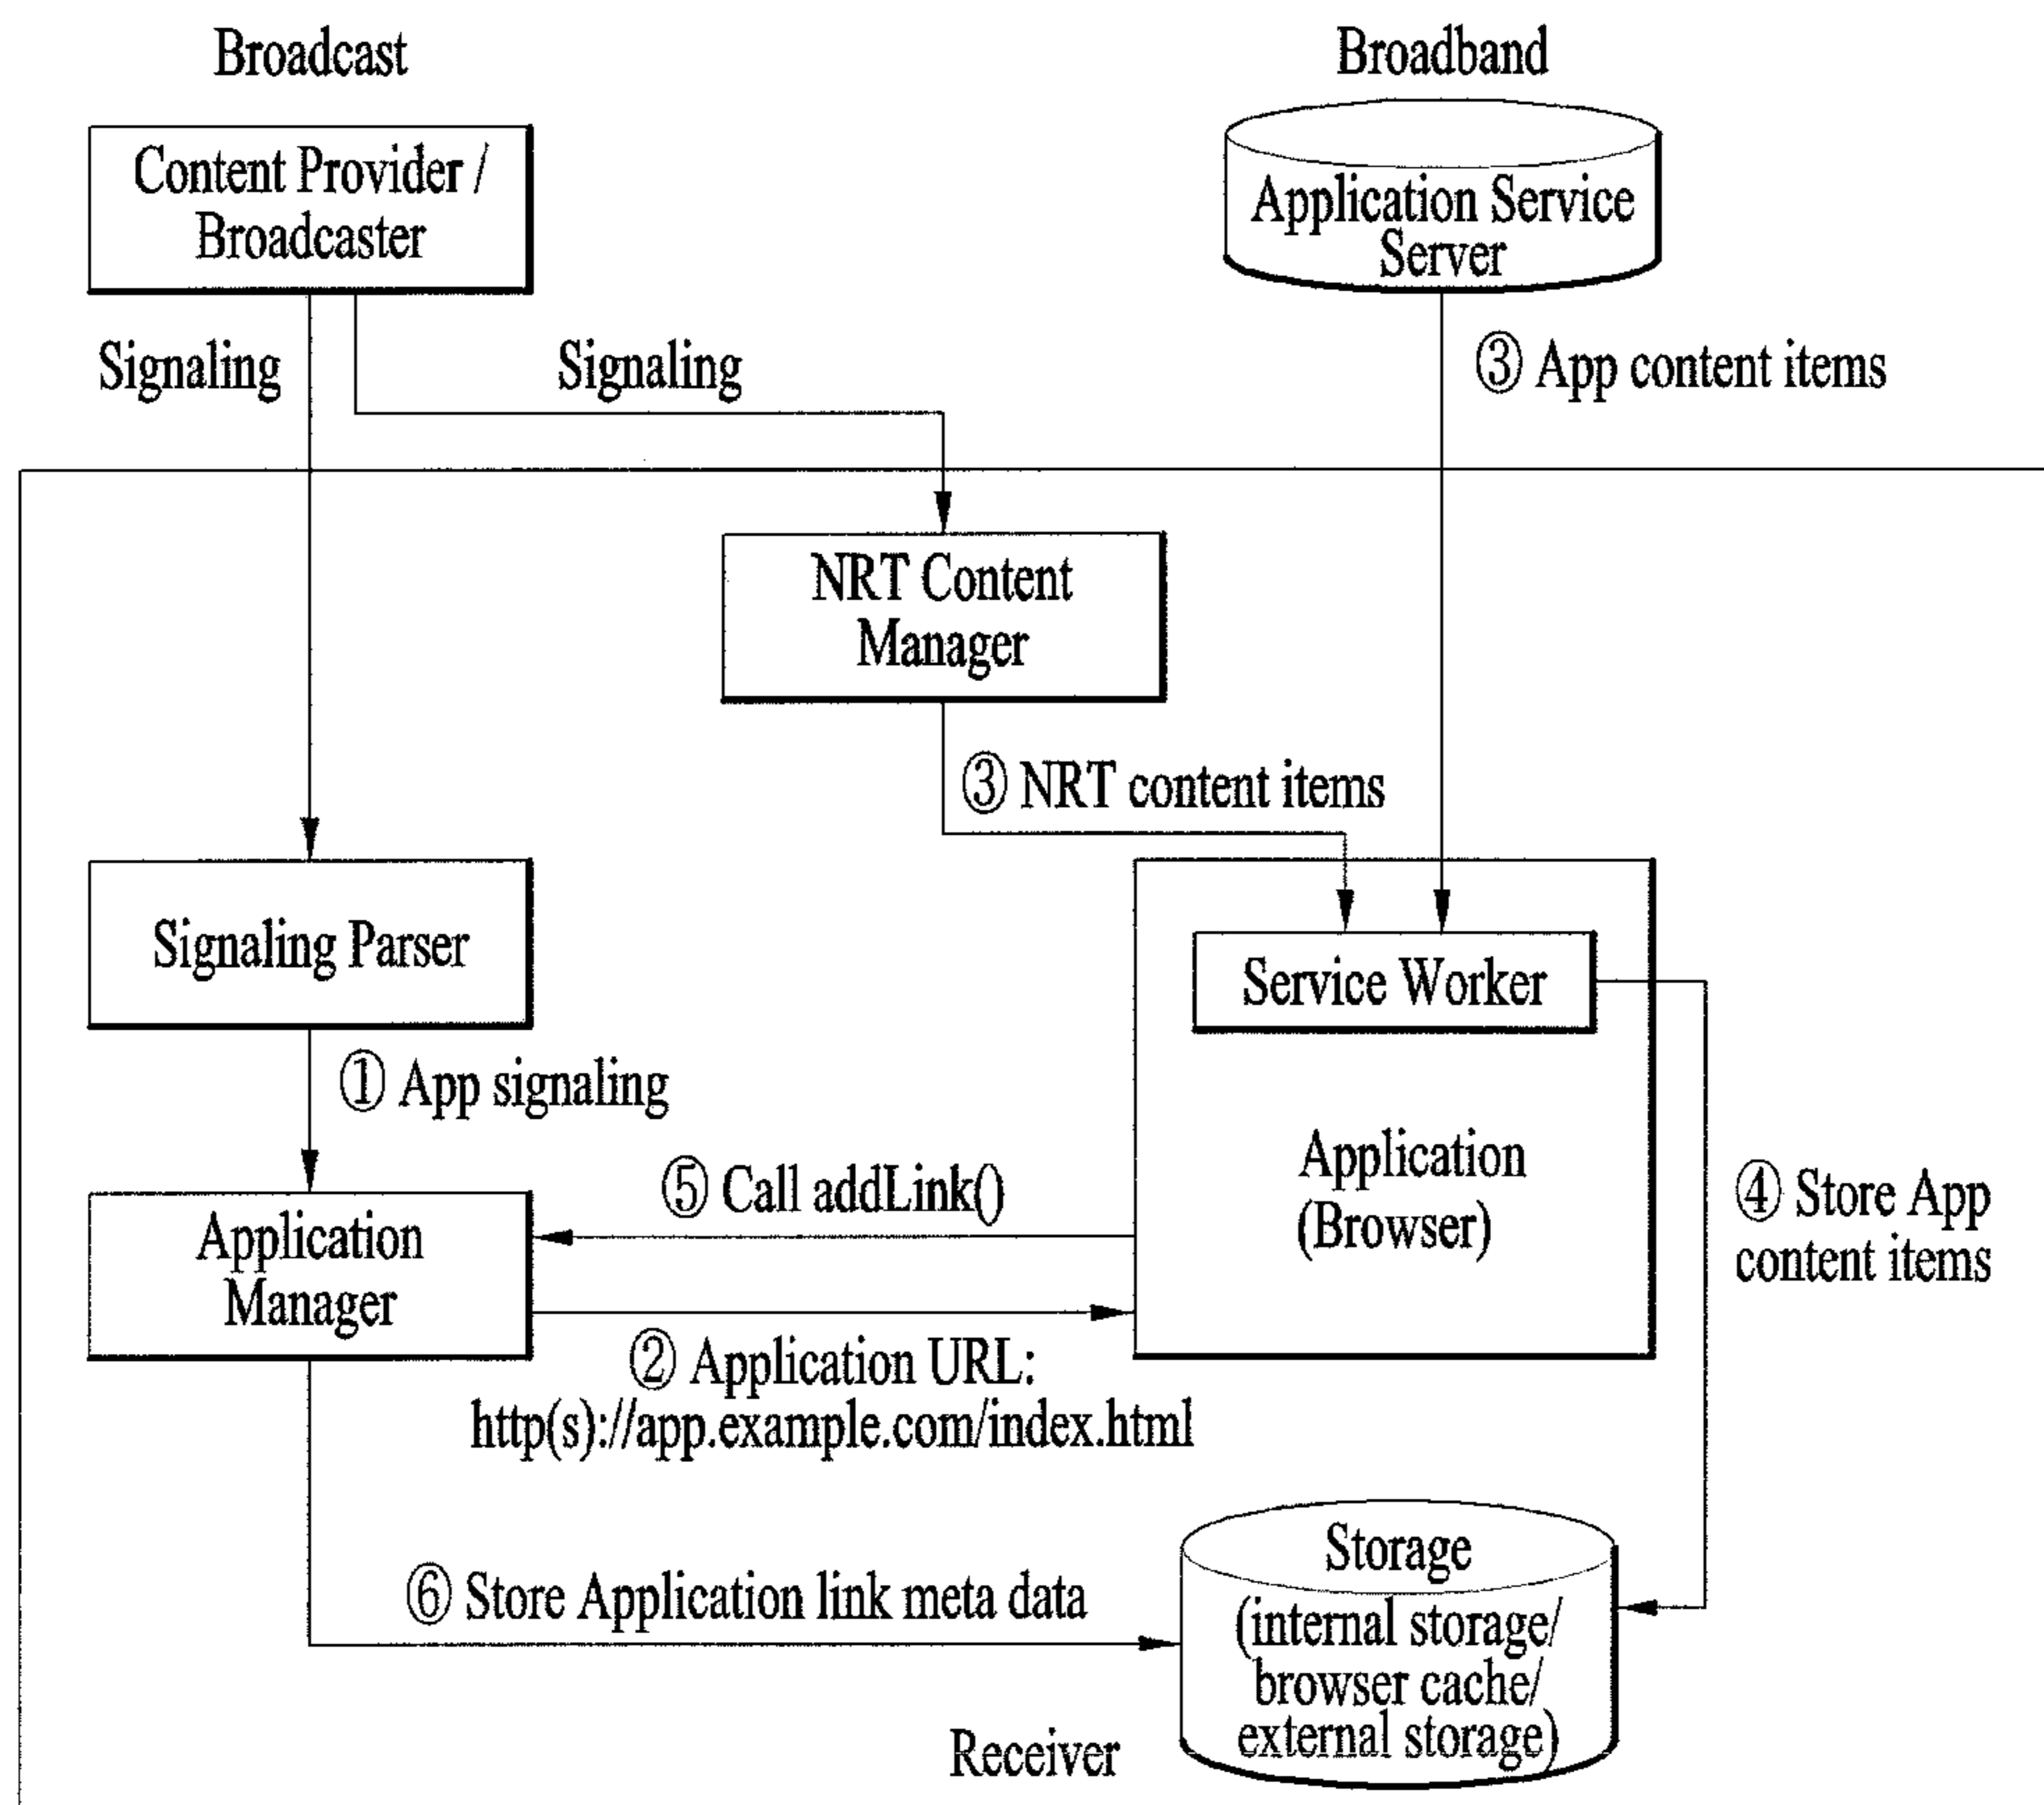 Broadcast
Broadband
Content Provider /
Broadcaster
Application Service
Server
Signaling
Signaling
③ App content items
NRT Content
Manager
③ NRT content items
Signaling Parser
Service Worker
① App signaling
Application
(Browser)
⑤ Call addLink()
④ Store App
content items
Application
Manager
② Application URL:
http(s)://app.example.com/index.html
⑥ Store Application link meta data
Storage
(internal storage/
browser cache/
external storage)
Receiver